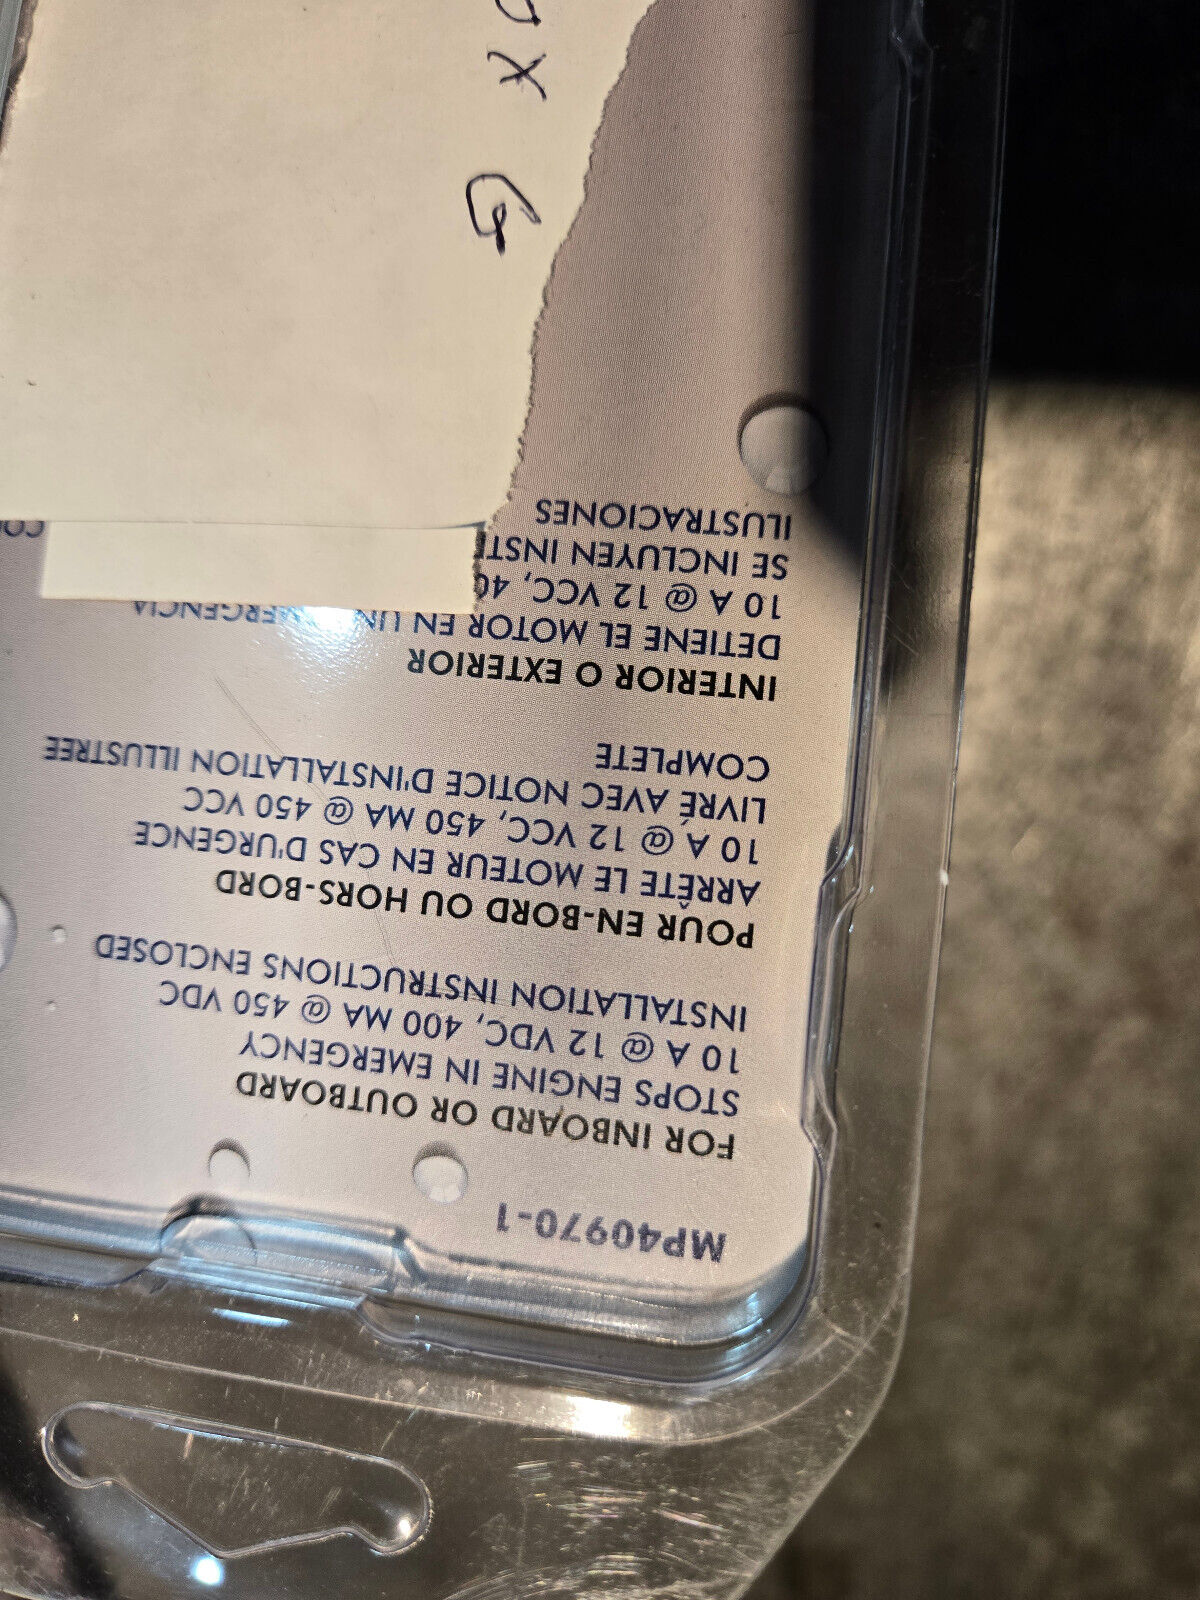 MP40970-1
FOR INBOARD OR OUTBOARD
STOPS ENGINE IN EMERGENCY
10 A @ 12 VDC, 400 MA @ 450 VDC
INSTALLATION INSTRUCTIONS ENCLOSED
POUR EN-BORD OU HORS-BORD
ARRÊTE LE MOTEUR EN CAS D'URGENCE
10 A @ 12 VCC, 450 MA @ 450 VCC
LIVRÉ AVEC NOTICE D'INSTALLATION ILLUSTREE
COMPLETE
INTERIOR O EXTERIOR
DETIENE EL MOTOR EN UN
10 A @ 12 VCC, 40
SE INCLUYEN INST
ILUSTRACIONES